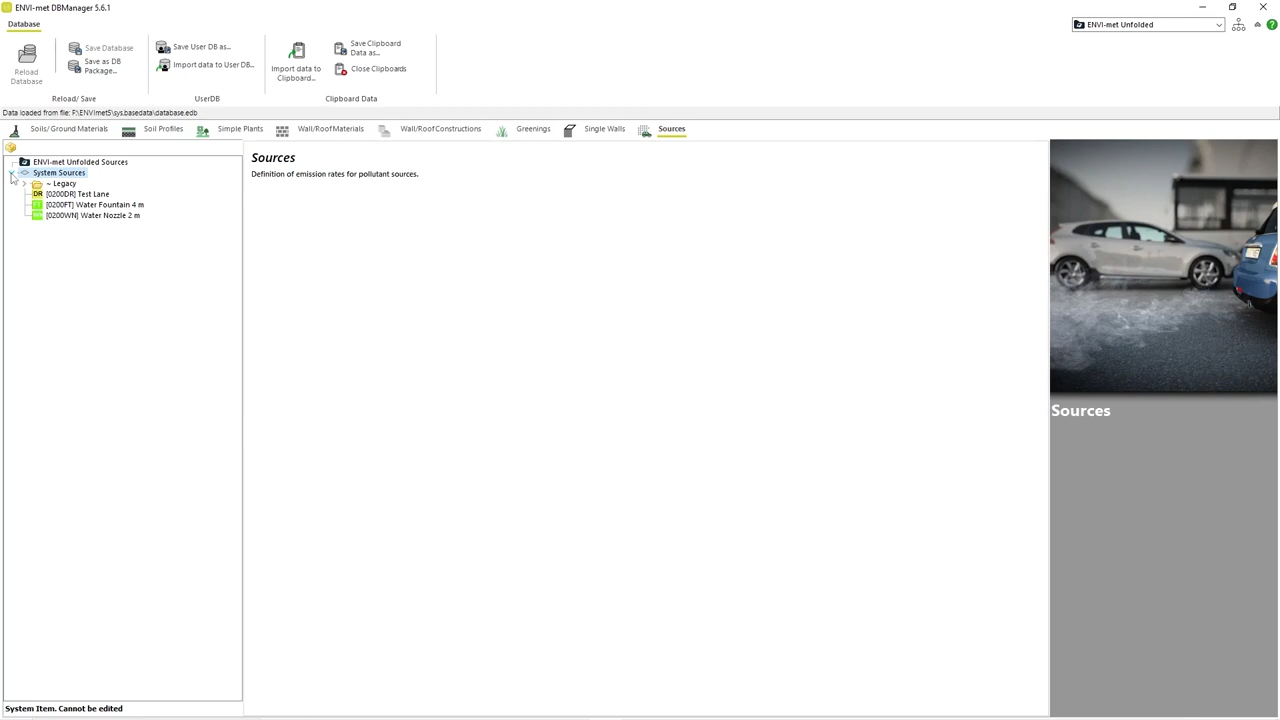 ENVI-met DBManager 5.6.1
Database
ENVI-met Unfolded
Reload
Database
Save Database
Save as DB
Package...
Reload/ Save
Save User DB as...
Import data to User DB..
UserDB
Import data to
Clipboard...
Save Clipboard
Data as...
Close Clipboards
Clipboard Data
Data loaded from file: F:\ENVImet5\sys.basedata\database.edb
Soils/ Ground Materials
Soil Profiles
Simple Plants
Wall/Roof Materials
Wall/Roof Constructions
Greenings
Single Walls
Sources
ENVI-met Unfolded Sources
System Sources
~ Legacy
DR [0200DR] Test Lane
[0200FT] Water Fountain 4 m
[0200WN] Water Nozzle 2 m
Sources
Definition of emission rates for pollutant sources.
Sources
System Item. Cannot be edited